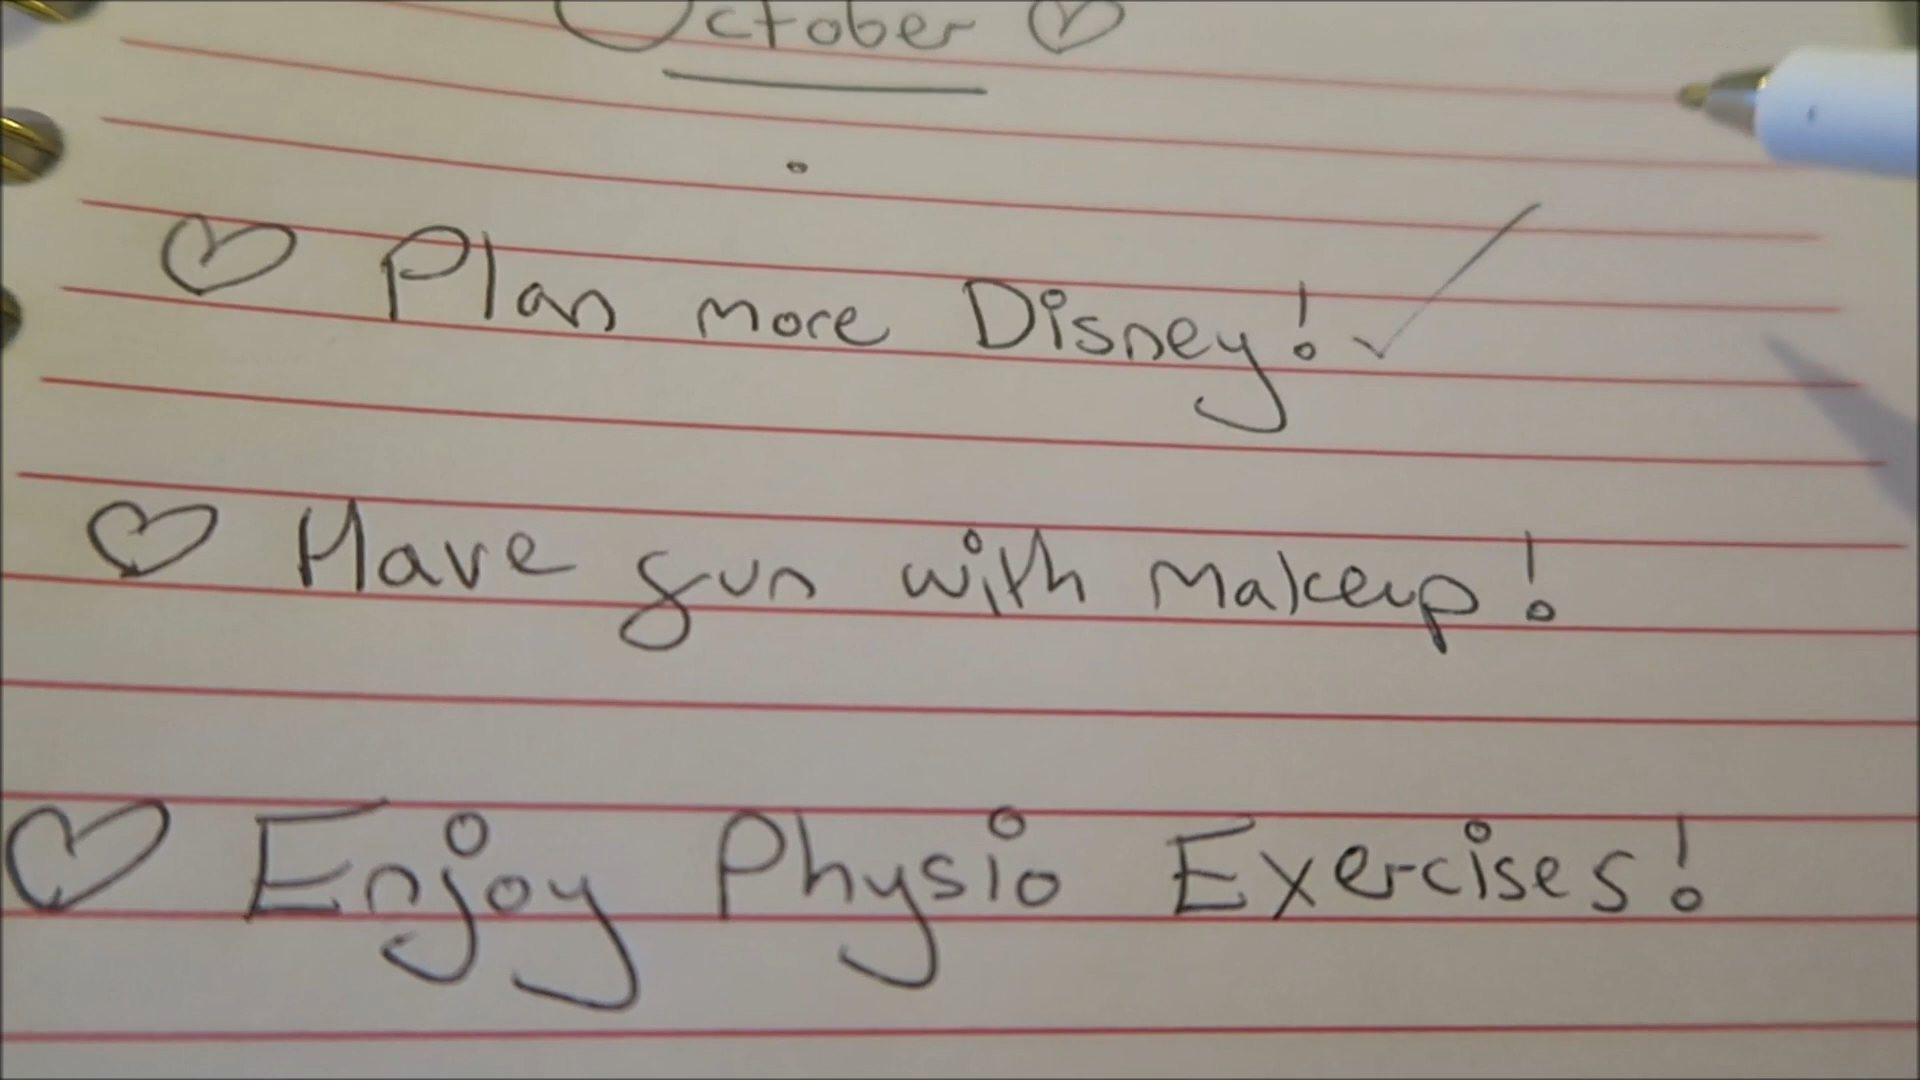 October ♡
♡ Plan more Disney! ✓
♡ Have fun with Makeup!
♡ Enjoy Physio Exercises!